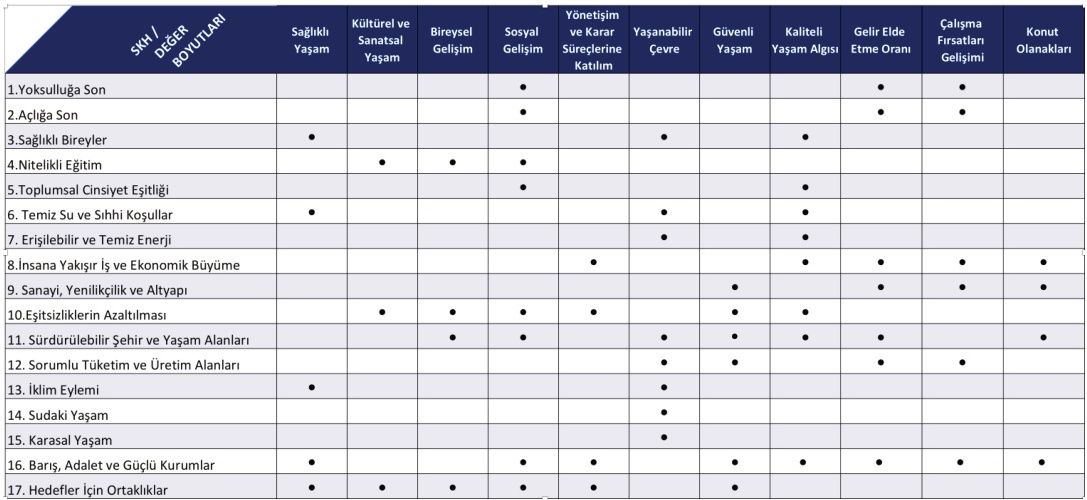 SKH /
DEĞER
BOYUTLARI
Sağlıklı
Yaşam
Kültürel ve
Sanatsal
Yaşam
Bireysel
Gelişim
Sosyal
Gelişim
Yönetişim
ve Karar
Süreçlerine
Katılım
Yaşanabilir
Çevre
Güvenli
Yaşam
Kaliteli
Yaşam Algısı
Gelir Elde
Etme Oranı
Çalışma
Fırsatları
Gelişimi
Konut
Olanakları
1.Yoksulluğa Son
2.Açlığa Son
3.Sağlıklı Bireyler
4.Nitelikli Eğitim
5.Toplumsal Cinsiyet Eşitliği
6. Temiz Su ve Sıhhi Koşullar
7. Erişilebilir ve Temiz Enerji
8.İnsana Yakışır İş ve Ekonomik Büyüme
9. Sanayi, Yenilikçilik ve Altyapı
10.Eşitsizliklerin Azaltılması
11. Sürdürülebilir Şehir ve Yaşam Alanları
12. Sorumlu Tüketim ve Üretim Alanları
13. İklim Eylemi
14. Sudaki Yaşam
15. Karasal Yaşam
16. Barış, Adalet ve Güçlü Kurumlar
17. Hedefler İçin Ortaklıklar